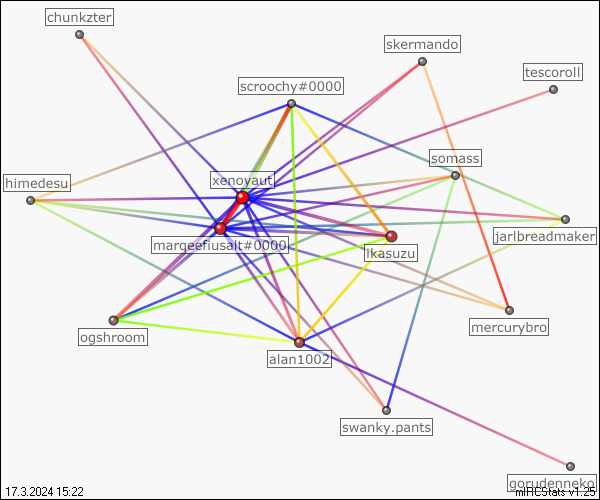 chunkzter
skermando
tescoroll
scroochy#0000
somass
xenoyaut
himedesu
jarlbreadmaker
margeefiusalt#0000
ikasuzu
mercurybro
ogshroom
alan1002
swanky.pants
gorudenneko
17.3.2024 15:22
mIRCStats v1.25